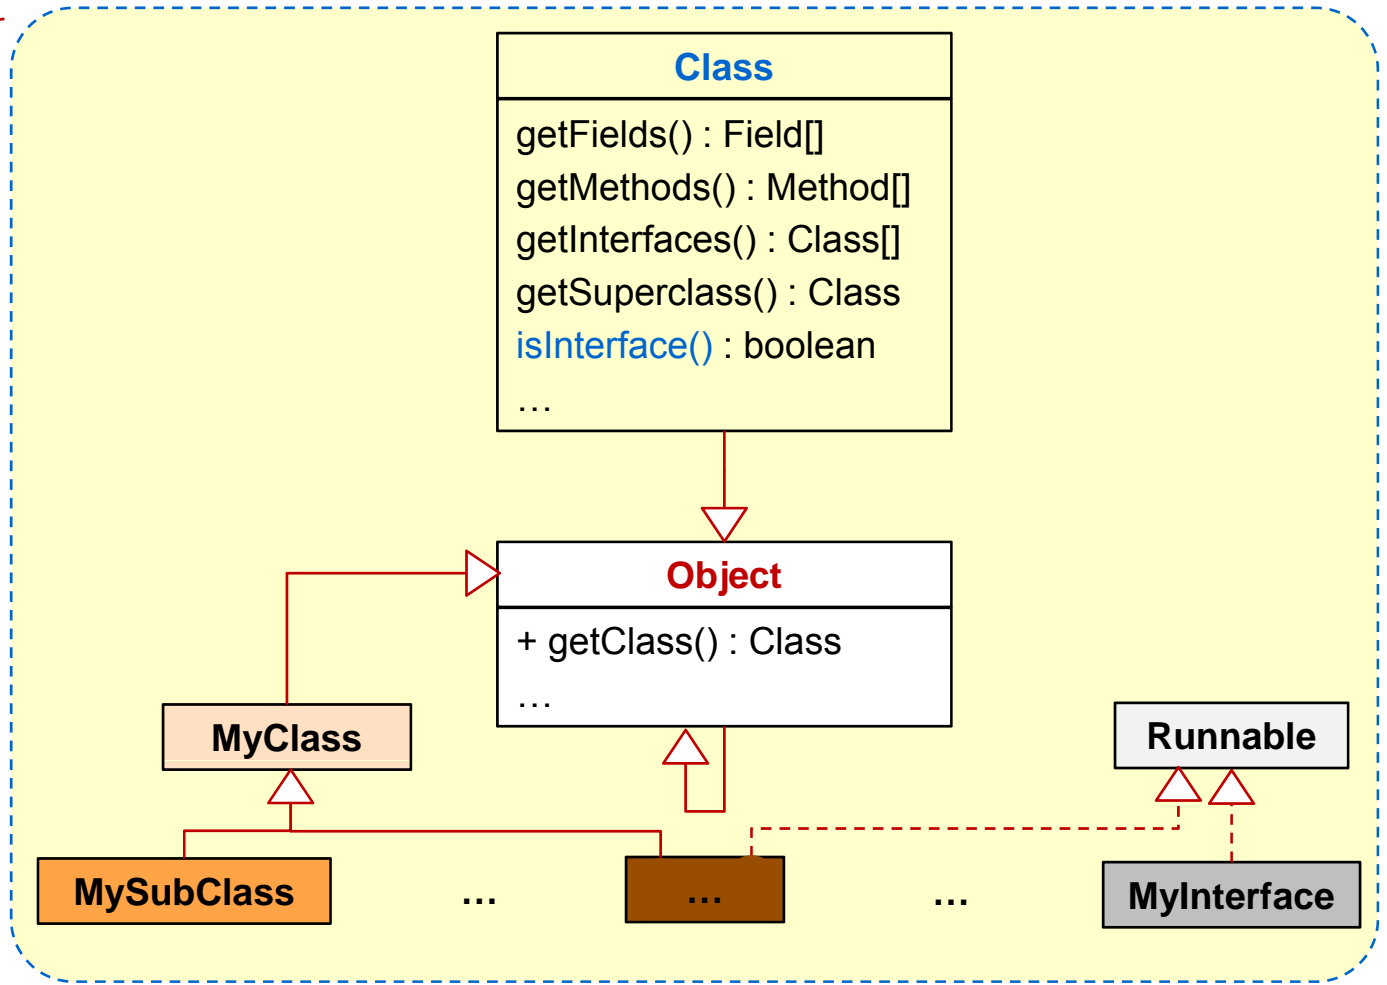 Class
getFields() : Field[]
getMethods() : Method[]
getInterfaces() : Class[]
getSuperclass() : Class
isInterface() : boolean
…
Object
+ getClass() : Class
…
MyClass
Runnable
MySubClass
…
…
…
MyInterface